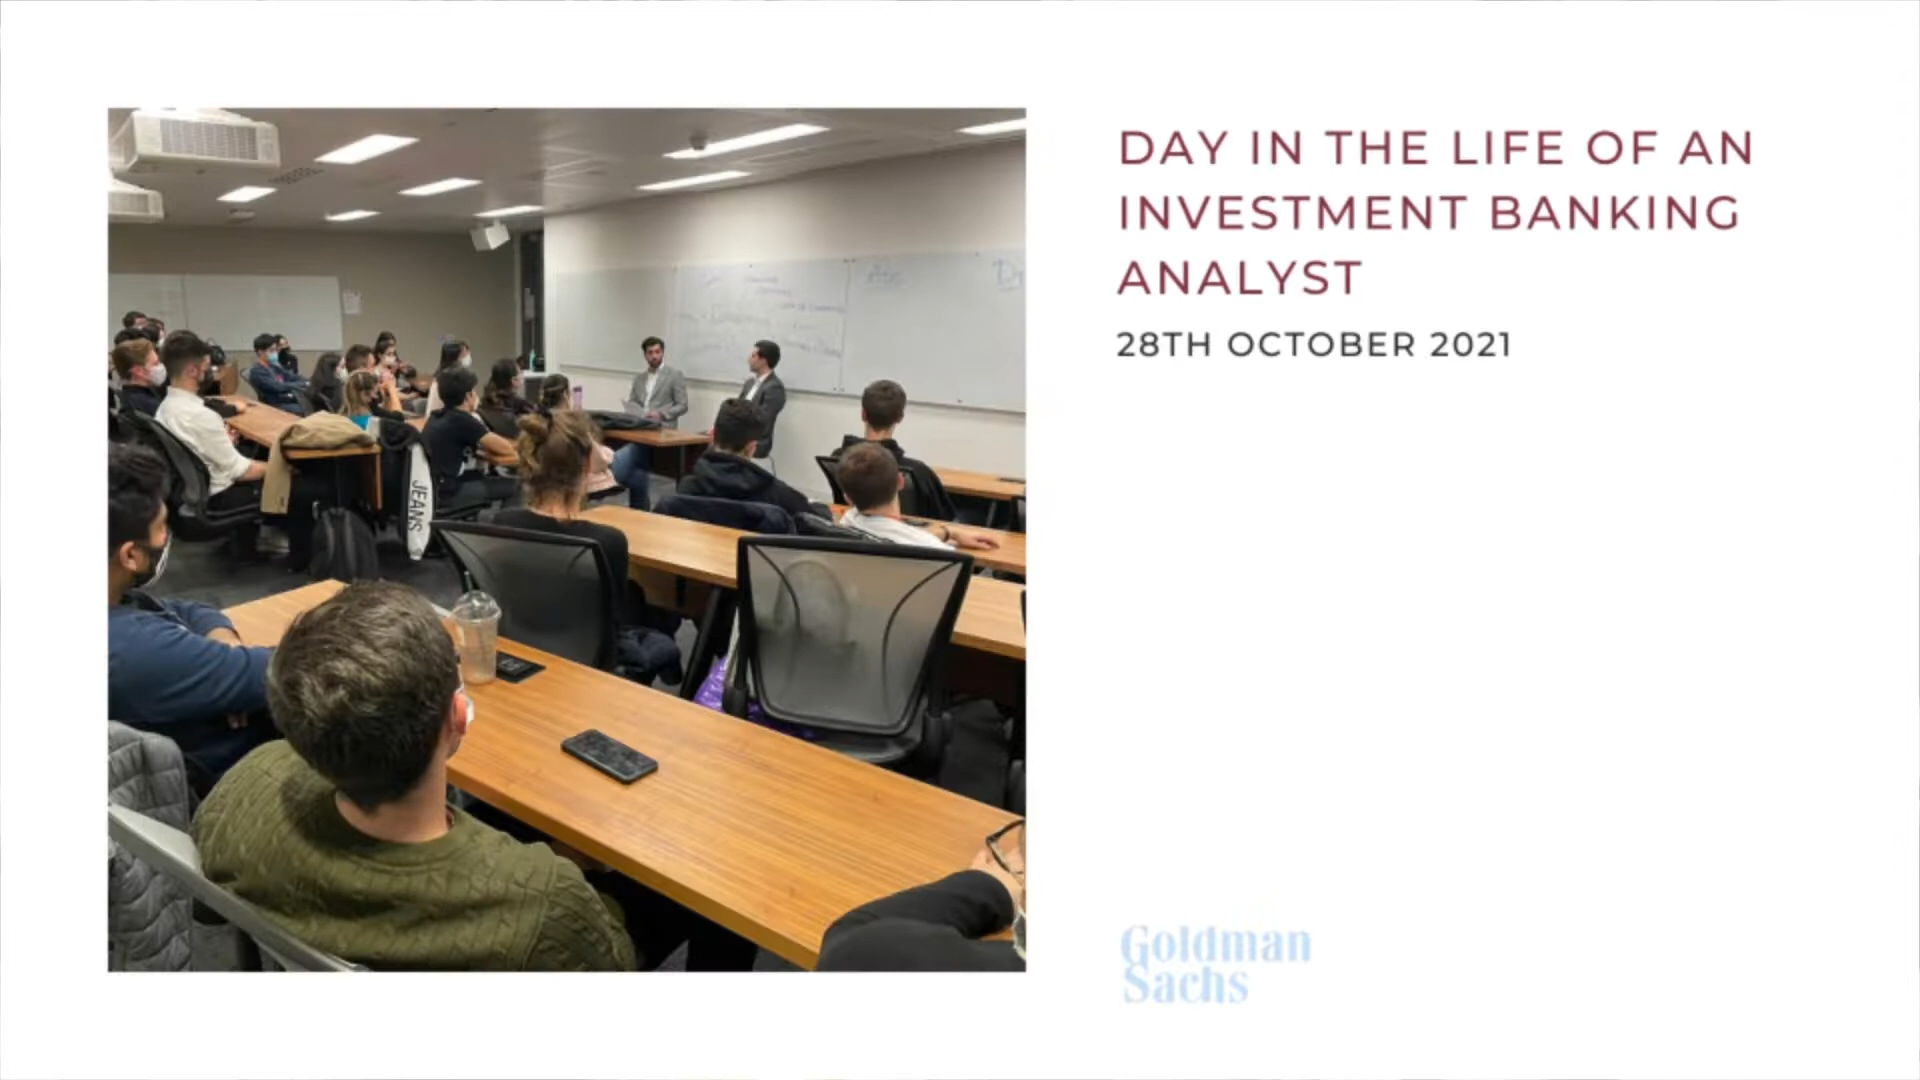 DAY IN THE LIFE OF AN
INVESTMENT BANKING
ANALYST
28TH OCTOBER 2021
JEANS
Goldman
Sachs